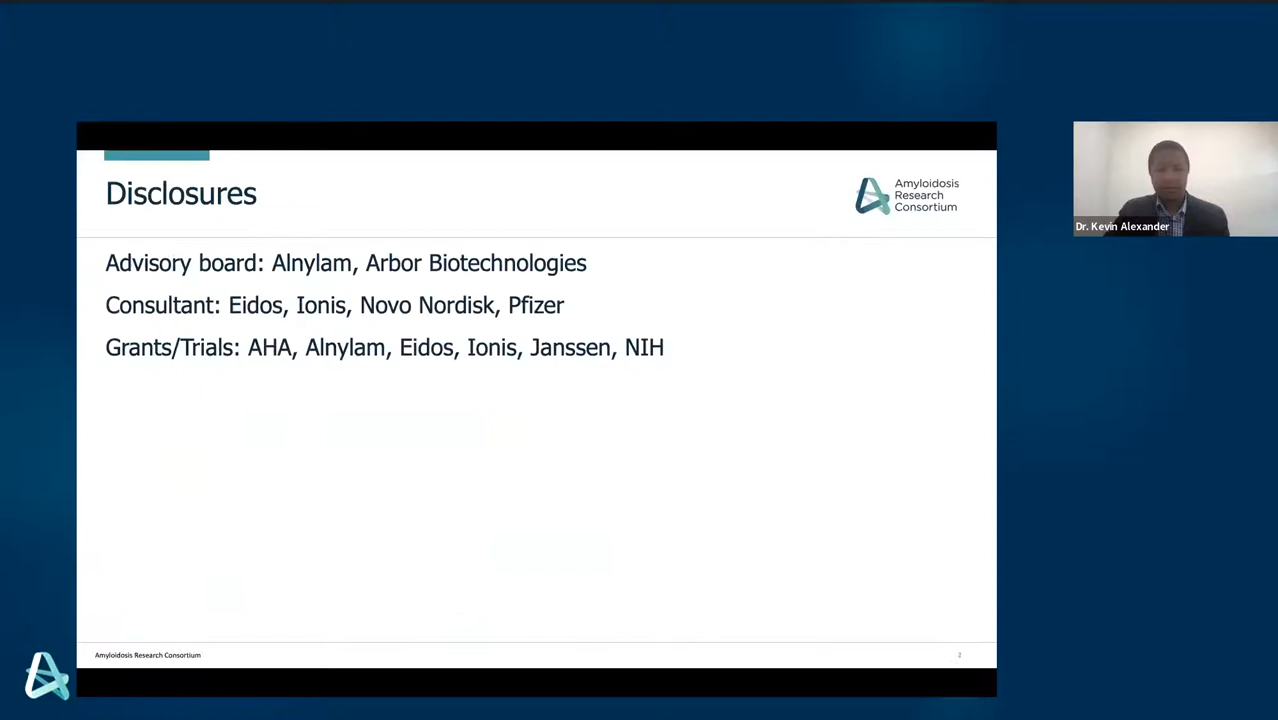 Disclosures
Amyloidosis
Research
Consortium
Advisory board: Alnylam, Arbor Biotechnologies
Consultant: Eidos, Ionis, Novo Nordisk, Pfizer
Grants/Trials: AHA, Alnylam, Eidos, Ionis, Janssen, NIH
Dr. Kevin Alexander
Amyloidosis Research Consortium
2